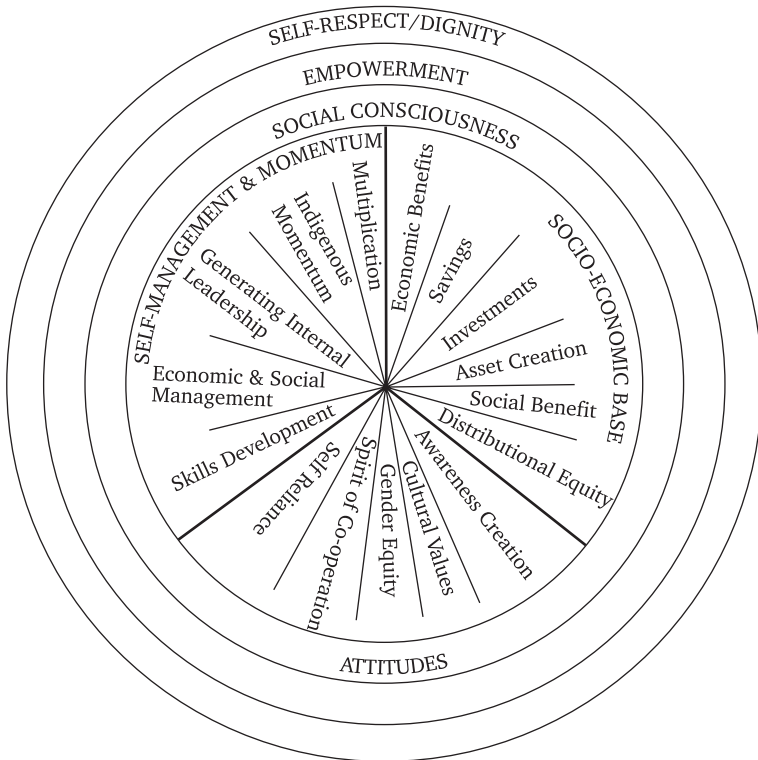 SELF-RESPECT/DIGNITY
EMPOWERMENT
SOCIAL CONSCIOUSNESS
SELF-MANAGEMENT & MOMENTUM
SOCIO-ECONOMIC BASE
ATTITUDES
Economic Benefits
Savings
Investments
Asset Creation
Social Benefit
Distributional Equity
Awareness Creation
Cultural Values
Gender Equity
Spirit of Co-operation
Self Reliance
Skills Development
Economic & Social
Management
Generating Internal
Leadership
Indigenous
Momentum
Multiplication